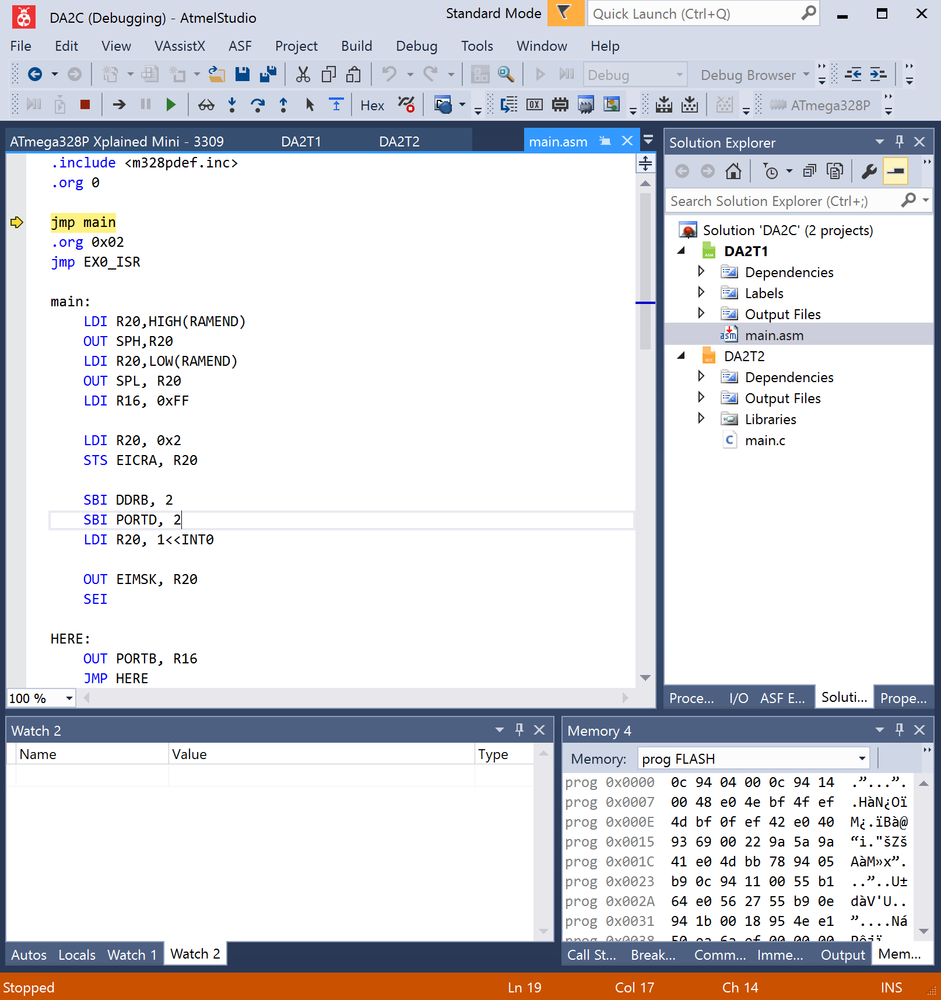 DA2C (Debugging) - AtmelStudio
Standard Mode
Quick Launch (Ctrl+Q)
File Edit View VAssistX ASF Project Build Debug Tools Window Help
Debug
Debug Browser
Hex
ATmega328P
ATmega328P Xplained Mini - 3309
DA2T1
DA2T2
main.asm
.include <m328pdef.inc>
.org 0
jmp main
.org 0x02
jmp EX0_ISR
main:
LDI R20,HIGH(RAMEND)
OUT SPH,R20
LDI R20,LOW(RAMEND)
OUT SPL, R20
LDI R16, 0xFF
LDI R20, 0x2
STS EICRA, R20
SBI DDRB, 2
SBI PORTD, 2
LDI R20, 1<<INT0
OUT EIMSK, R20
SEI
HERE:
OUT PORTB, R16
JMP HERE
100 %
Solution Explorer
Search Solution Explorer (Ctrl+;)
Solution 'DA2C' (2 projects)
DA2T1
Dependencies
Labels
Output Files
main.asm
DA2T2
Dependencies
Output Files
Libraries
main.c
Proce... I/O ASF E... Soluti... Prope...
Watch 2
Name Value Type
Autos Locals Watch 1 Watch 2
Memory 4
Memory: prog FLASH
prog 0x0000 0c 94 04 00 0c 94 14 .”...”.
prog 0x0007 00 48 e0 4e bf 4f ef .HàN¿Oï
prog 0x000E 4d bf 0f ef 42 e0 40 M¿.ïBà@
prog 0x0015 93 69 00 22 9a 5a 9a “i."šZš
prog 0x001C 41 e0 4d bb 78 94 05 AàM»x”.
prog 0x0023 b9 0c 94 11 00 55 b1 ..”..U±
prog 0x002A 64 e0 56 27 55 b9 0e dàV'U..
prog 0x0031 94 1b 00 18 95 4e e1 ”....Ná
prog 0x0038 50 ea 6a ef 00 00 00
Call St... Break... Comm... Imme... Output Mem...
Stopped
Ln 19
Col 17
Ch 14
INS